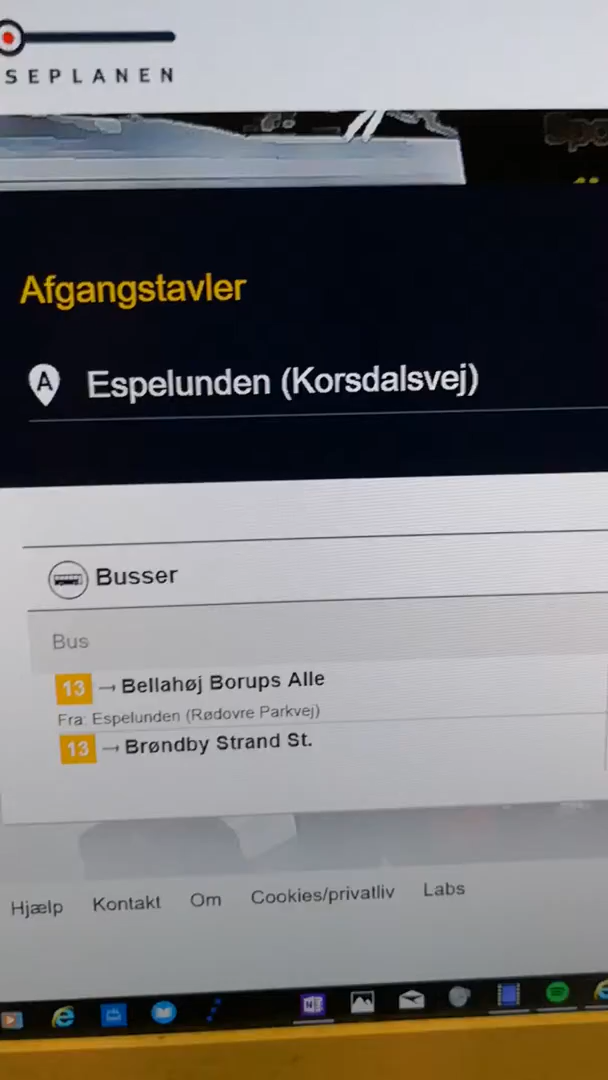 SEPLANEN
Afgangstavler
A Espelunden (Korsdalsvej)
Busser
Bus
13 → Bellahøj Borups Alle
Fra: Espelunden (Rødovre Parkvej)
13 → Brøndby Strand St.
Hjælp Kontakt Om Cookies/privatliv Labs